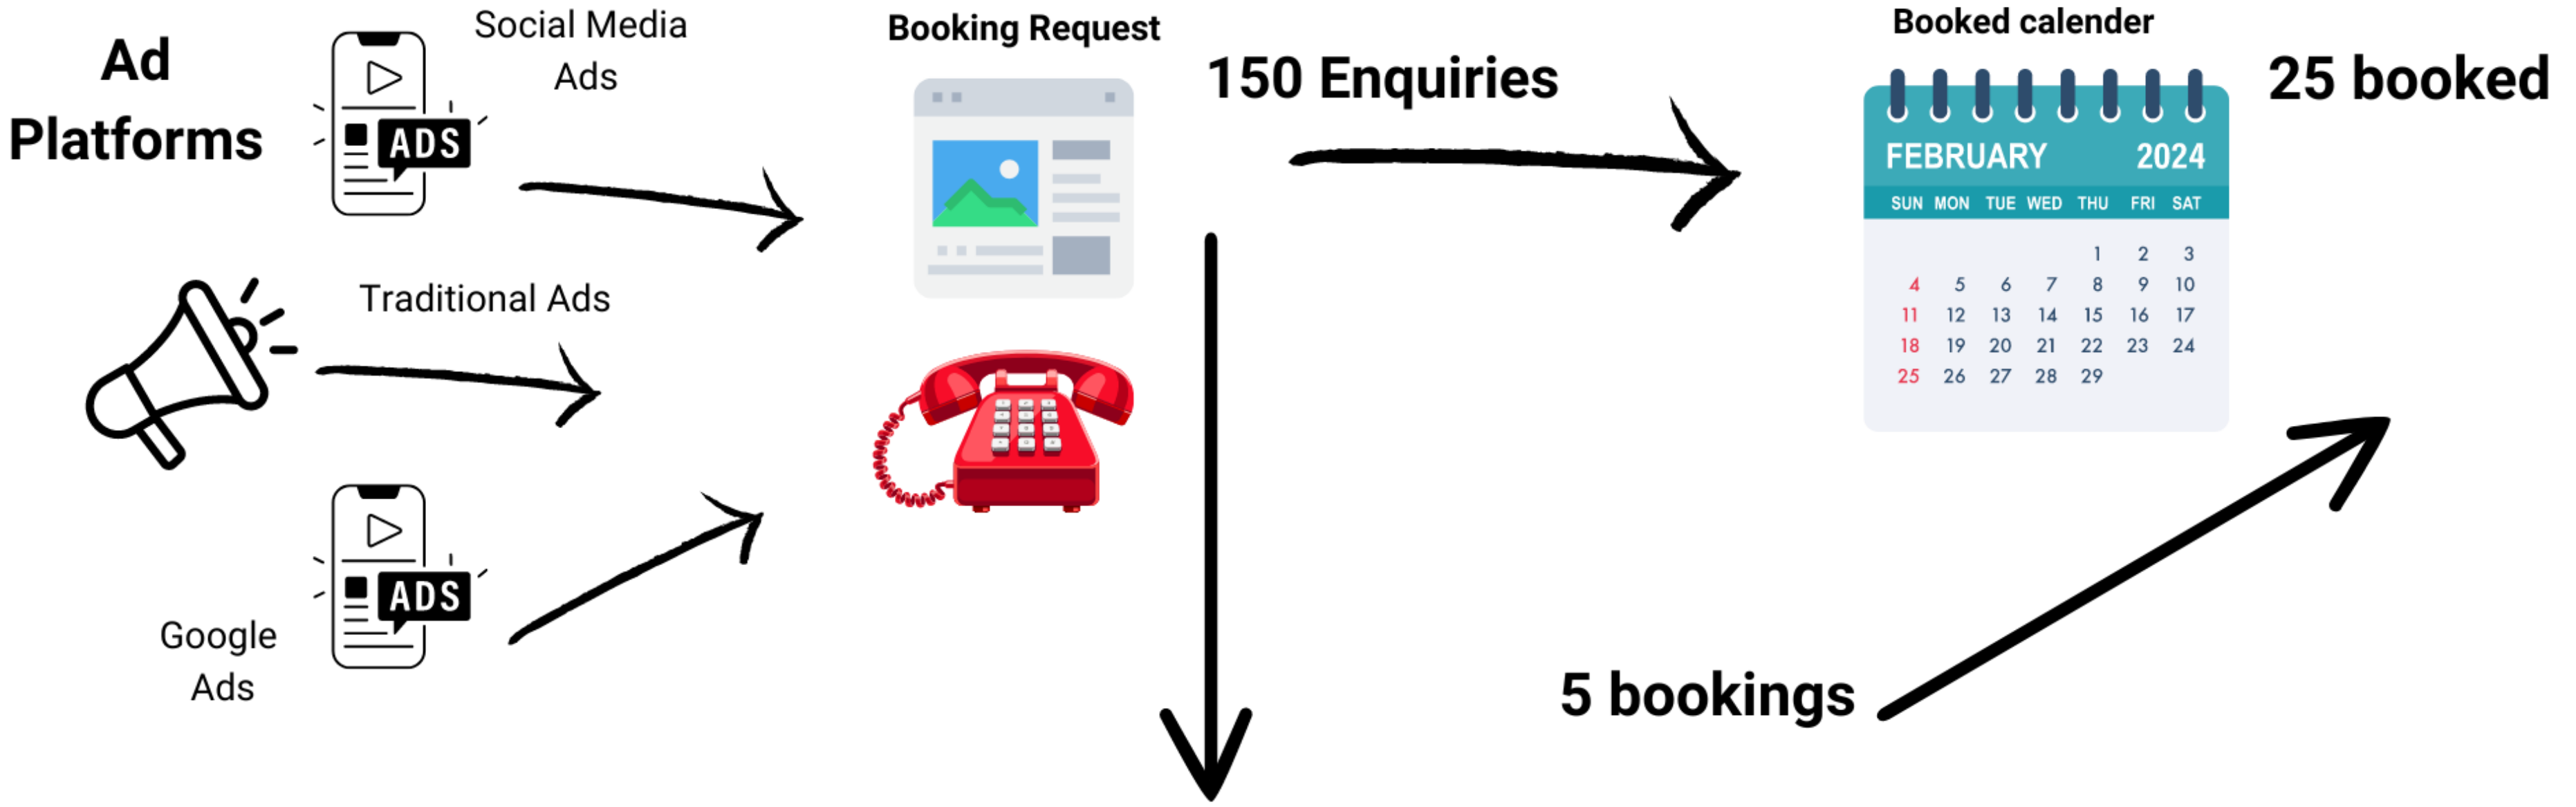 Ad
Platforms
Social Media
Ads
ADS
Traditional Ads
ADS
Google
Ads
Booking Request
150 Enquiries
Booked calender
25 booked
FEBRUARY 2024
SUN MON TUE WED THU FRI SAT
1 2 3
4 5 6 7 8 9 10
11 12 13 14 15 16 17
18 19 20 21 22 23 24
25 26 27 28 29
5 bookings